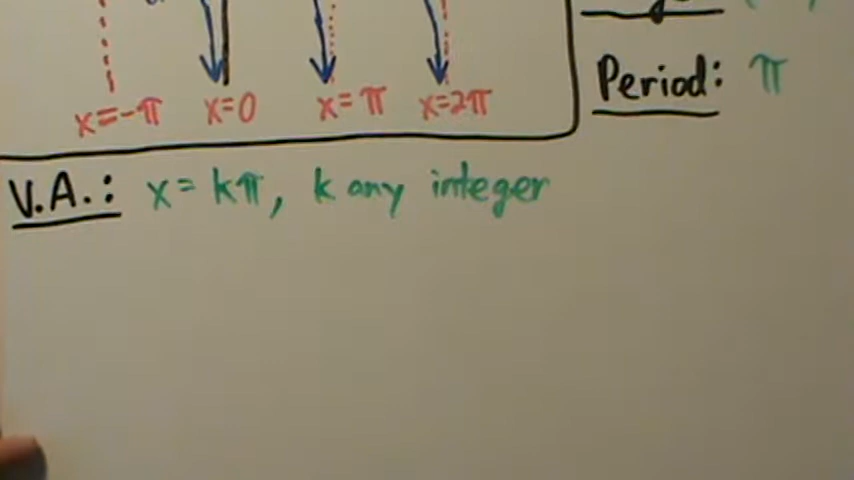 Period: π
x=-π x=0 x=π x=2π
V.A.: x=kπ, k any integer